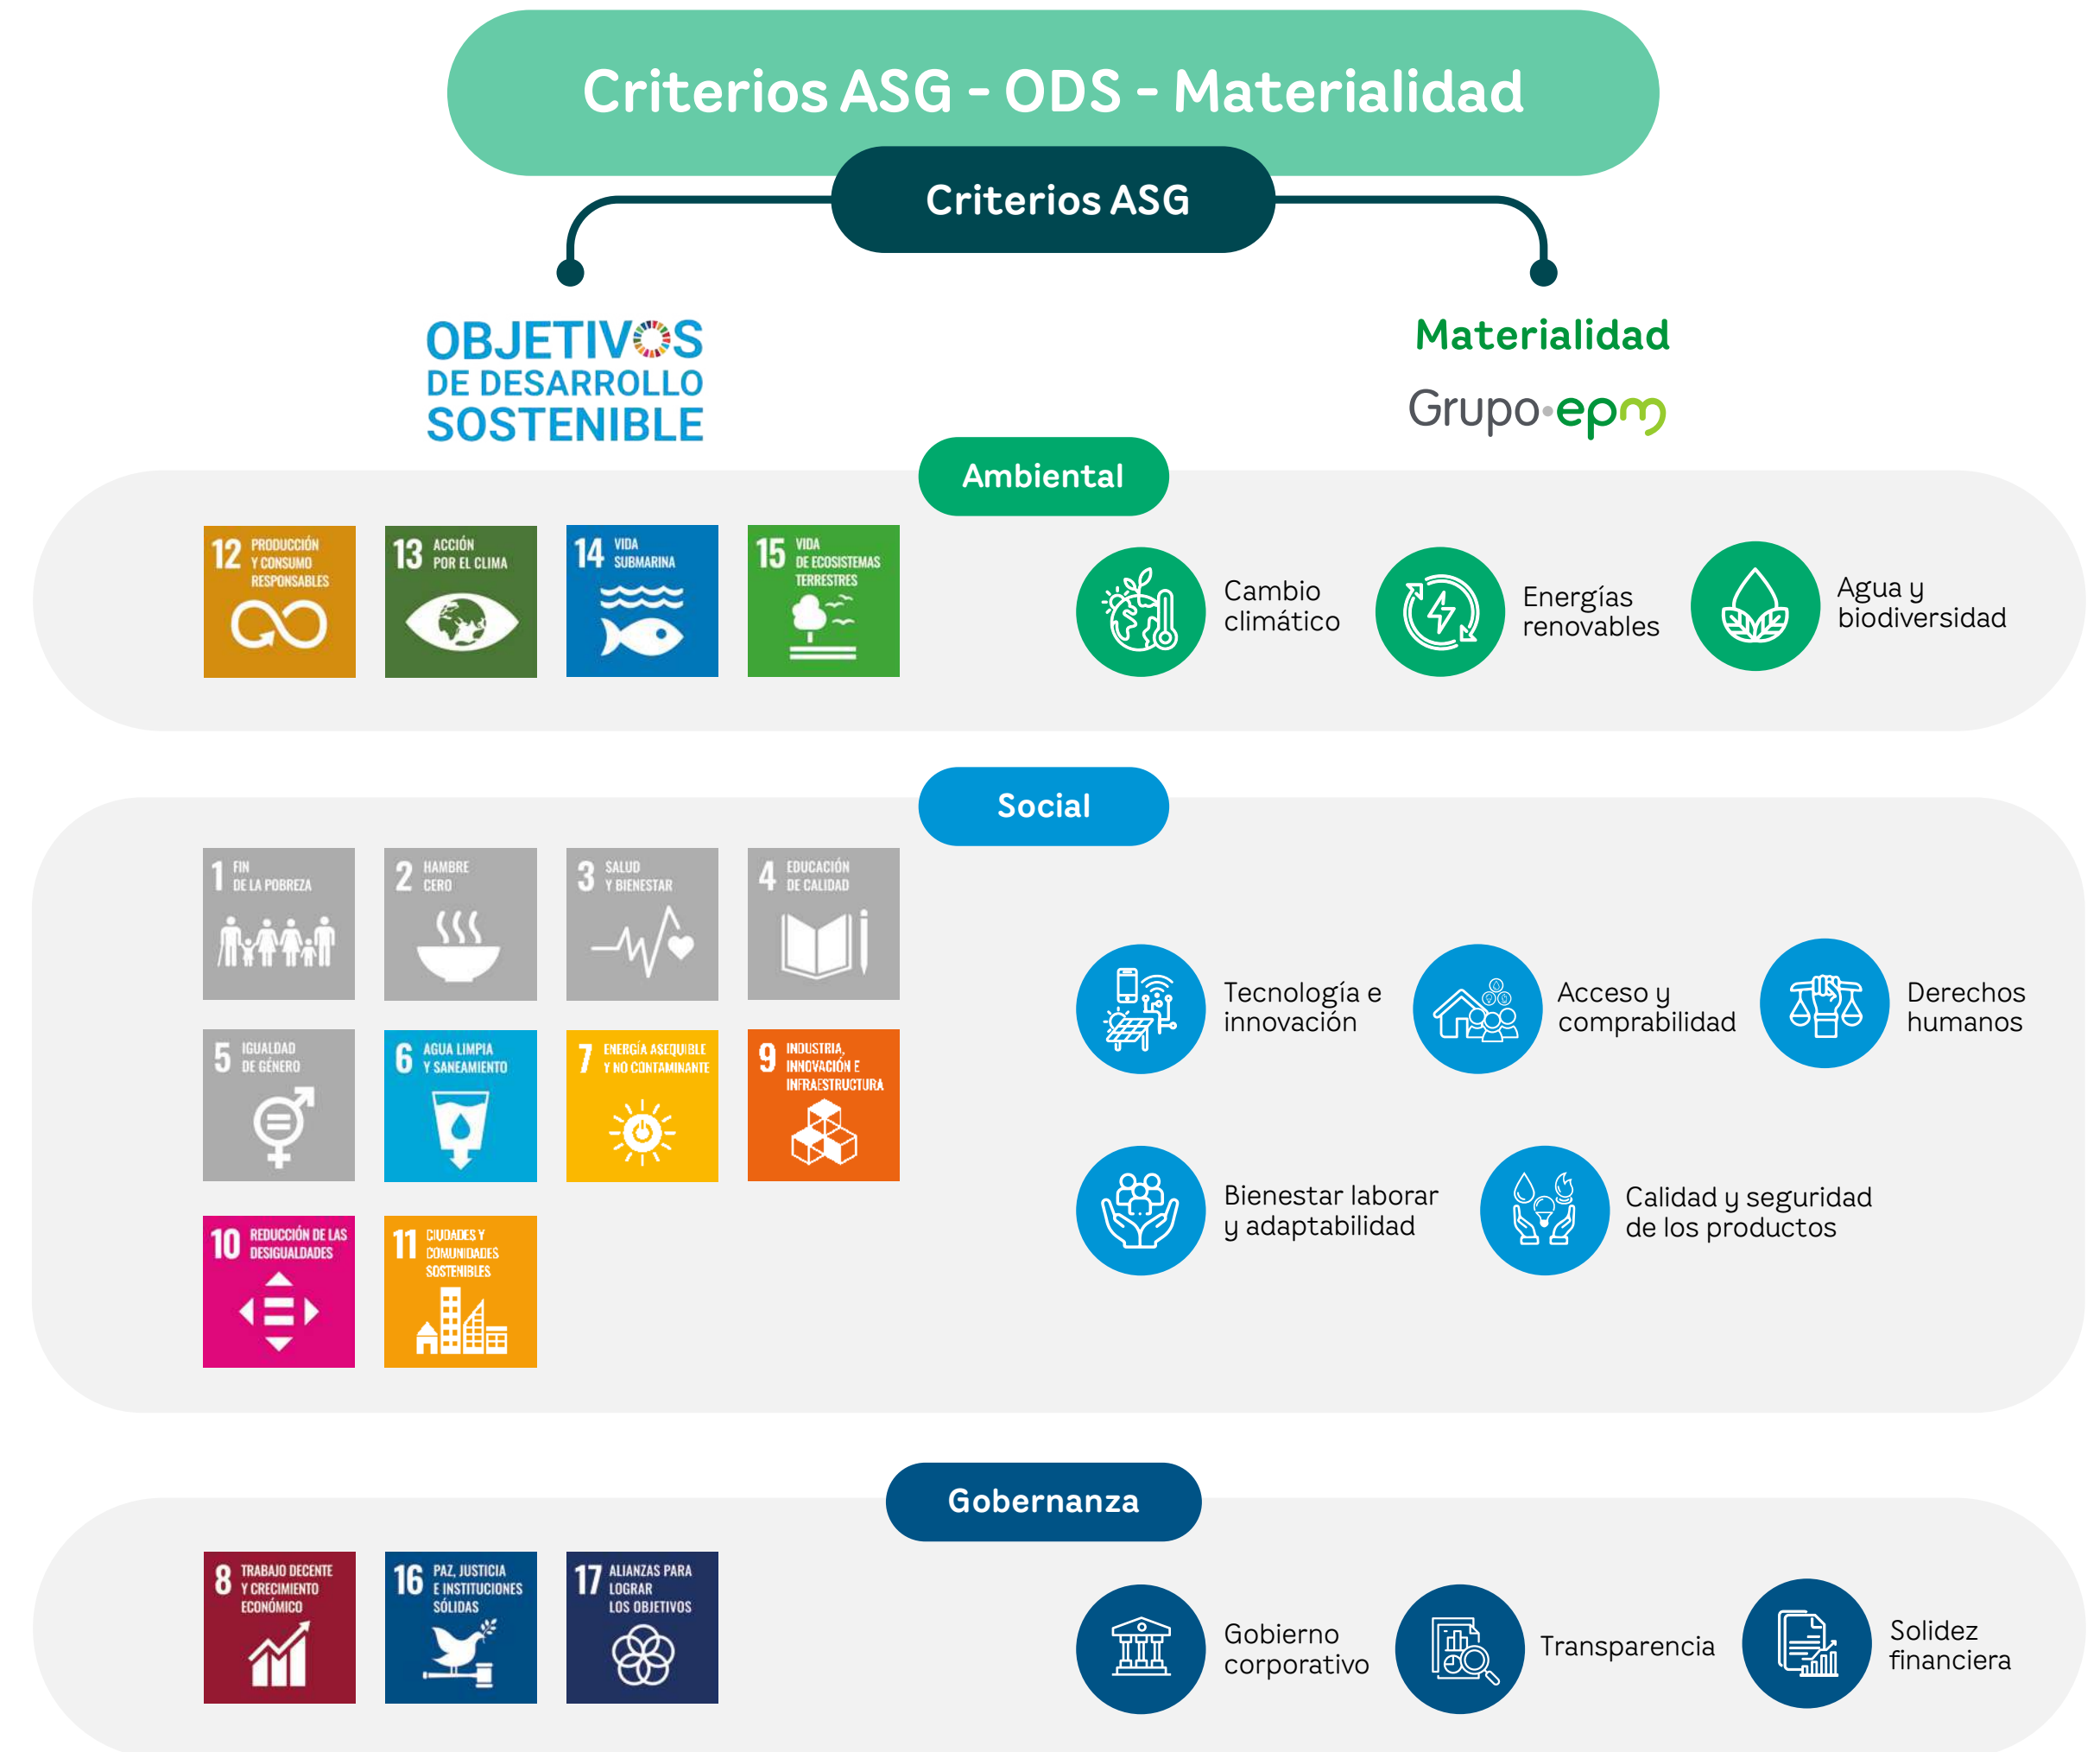 Criterios ASG - ODS - Materialidad
Criterios ASG
OBJETIVOS
DE DESARROLLO
SOSTENIBLE
Materialidad
Grupo epm
Ambiental
12 PRODUCCIÓN
Y CONSUMO
RESPONSABLES
13 ACCIÓN
POR EL CLIMA
14 VIDA
SUBMARINA
15 VIDA
DE ECOSISTEMAS
TERRESTRES
Cambio
climático
Energías
renovables
Agua y
biodiversidad
Social
1 FIN
DE LA POBREZA
2 HAMBRE
CERO
3 SALUD
Y BIENESTAR
4 EDUCACIÓN
DE CALIDAD
5 IGUALDAD
DE GÉNERO
6 AGUA LIMPIA
Y SANEAMIENTO
7 ENERGÍA ASEQUIBLE
Y NO CONTAMINANTE
9 INDUSTRIA,
INNOVACIÓN E
INFRAESTRUCTURA
10 REDUCCIÓN DE LAS
DESIGUALDADES
11 CIUDADES Y
COMUNIDADES
SOSTENIBLES
Tecnología e
innovación
Acceso y
comprabilidad
Derechos
humanos
Bienestar laborar
y adaptabilidad
Calidad y seguridad
de los productos
Gobernanza
8 TRABAJO DECENTE
Y CRECIMIENTO
ECONÓMICO
16 PAZ, JUSTICIA
E INSTITUCIONES
SÓLIDAS
17 ALIANZAS PARA
LOGRAR
LOS OBJETIVOS
Gobierno
corporativo
Transparencia
Solidez
financiera